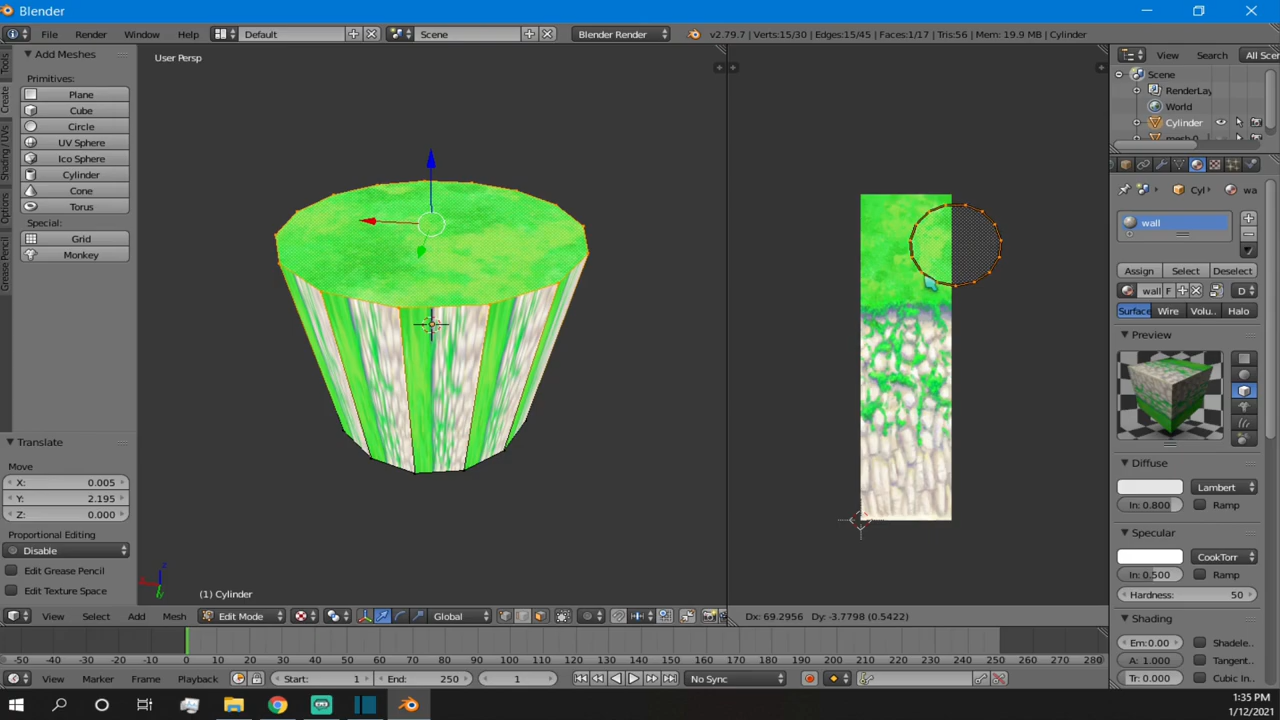 Blender
File Render Window Help Default Scene Blender Render v2.79.7 | Verts:15/30 | Edges:15/45 | Faces:1/17 | Tris:56 | Mem: 19.9 MB | Cylinder
Tools
Create
Shading / UVs
Options
Grease Pencil
Add Meshes
Primitives:
Plane
Cube
Circle
UV Sphere
Ico Sphere
Cylinder
Cone
Torus
Special:
Grid
Monkey
Translate
Move
X: 0.005
Y: 2.195
Z: 0.000
Proportional Editing
Disable
Edit Grease Pencil
Edit Texture Space
User Persp
(1) Cylinder
View Select Add Mesh Edit Mode Global
Dx: 69.2956 Dy: -3.7798 (0.5422)
View Search All Scen
Scene
RenderLay
World
Cylinder
Cyl wa
wall
Assign Select Deselect
wall F D
Surface Wire Volu.. Halo
Preview
Diffuse
Lambert
In: 0.800 Ramp
Specular
CookTorr
In: 0.500 Ramp
Hardness: 50
Shading
Em:0.00 Shadele..
A: 1.000 Tangent..
Tr: 0.000 Cubic In..
-50 -40 -30 -20 -10 0 10 20 30 40 50 60 70 80 90 100 110 120 130 140 150 160 170 180 190 200 210 220 230 240 250 260 270 280
View Marker Frame Playback Start: 1 End: 250 1 No Sync
1:35 PM
1/12/2021